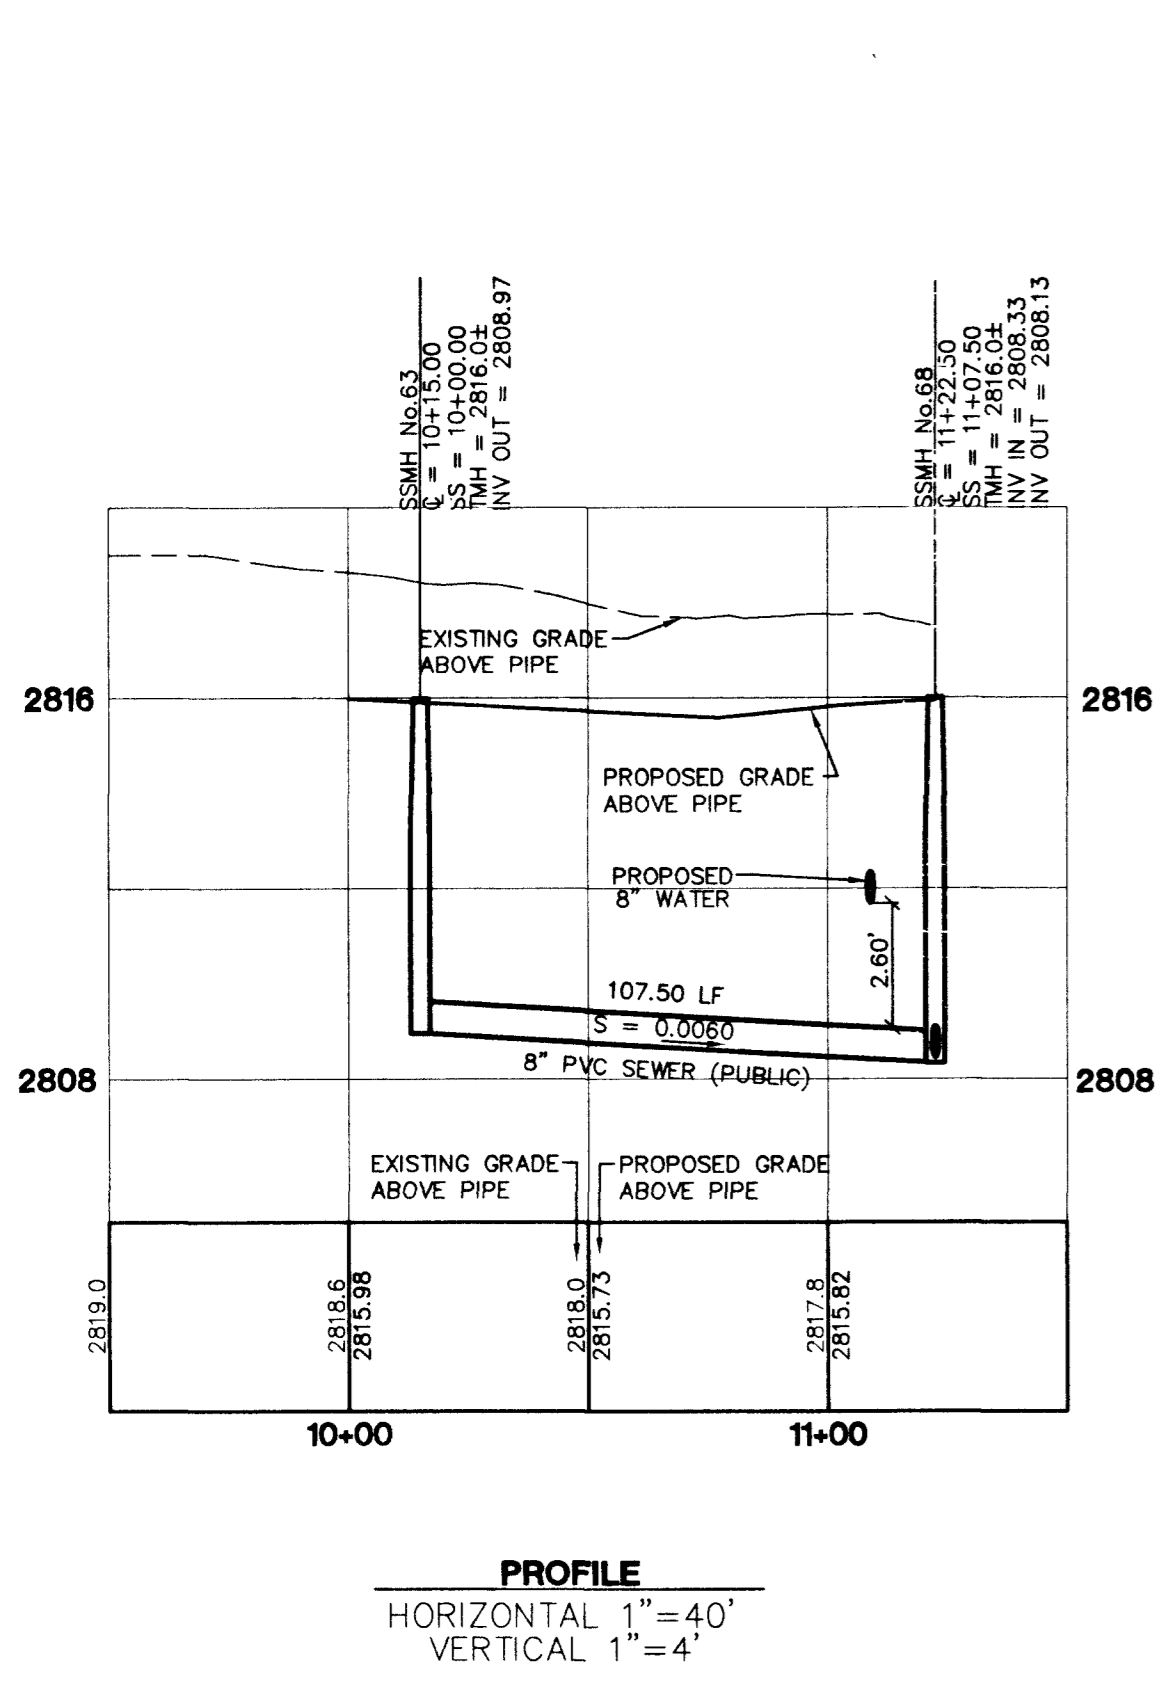 SSMH No.63
℄ = 10+15.00
SS = 10+00.00
TMH = 2816.0±
INV OUT = 2808.97
SSMH No.68
℄ = 11+22.50
SS = 11+07.50
TMH = 2816.0±
INV IN = 2808.33
INV OUT = 2808.13
EXISTING GRADE
ABOVE PIPE
2816
2816
PROPOSED GRADE
ABOVE PIPE
PROPOSED
8" WATER
2.60'
107.50 LF
S = 0.0060
8" PVC SEWER (PUBLIC)
2808
2808
EXISTING GRADE
ABOVE PIPE
PROPOSED GRADE
ABOVE PIPE
2819.0
2818.6
2815.98
2818.0
2815.73
2817.8
2815.82
10+00
11+00
PROFILE
HORIZONTAL 1"=40'
VERTICAL 1"=4'